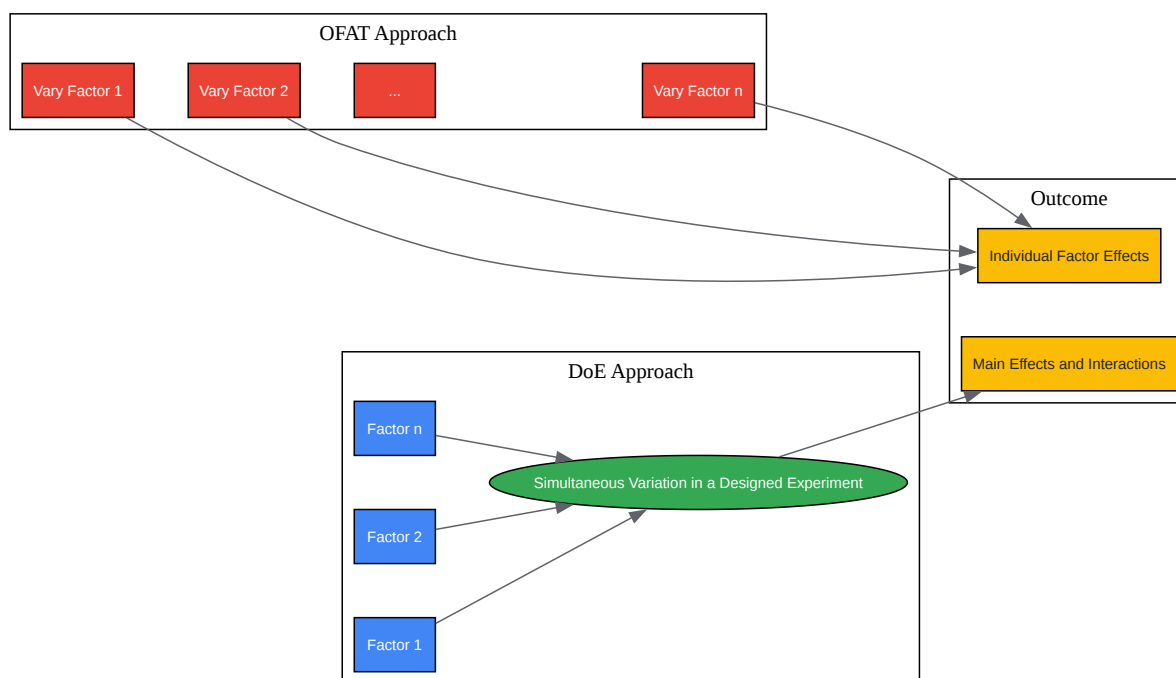 OFAT Approach
Vary Factor 1
Vary Factor 2
...
Vary Factor n
Outcome
Individual Factor Effects
Main Effects and Interactions
DoE Approach
Factor n
Simultaneous Variation in a Designed Experiment
Factor 2
Factor 1